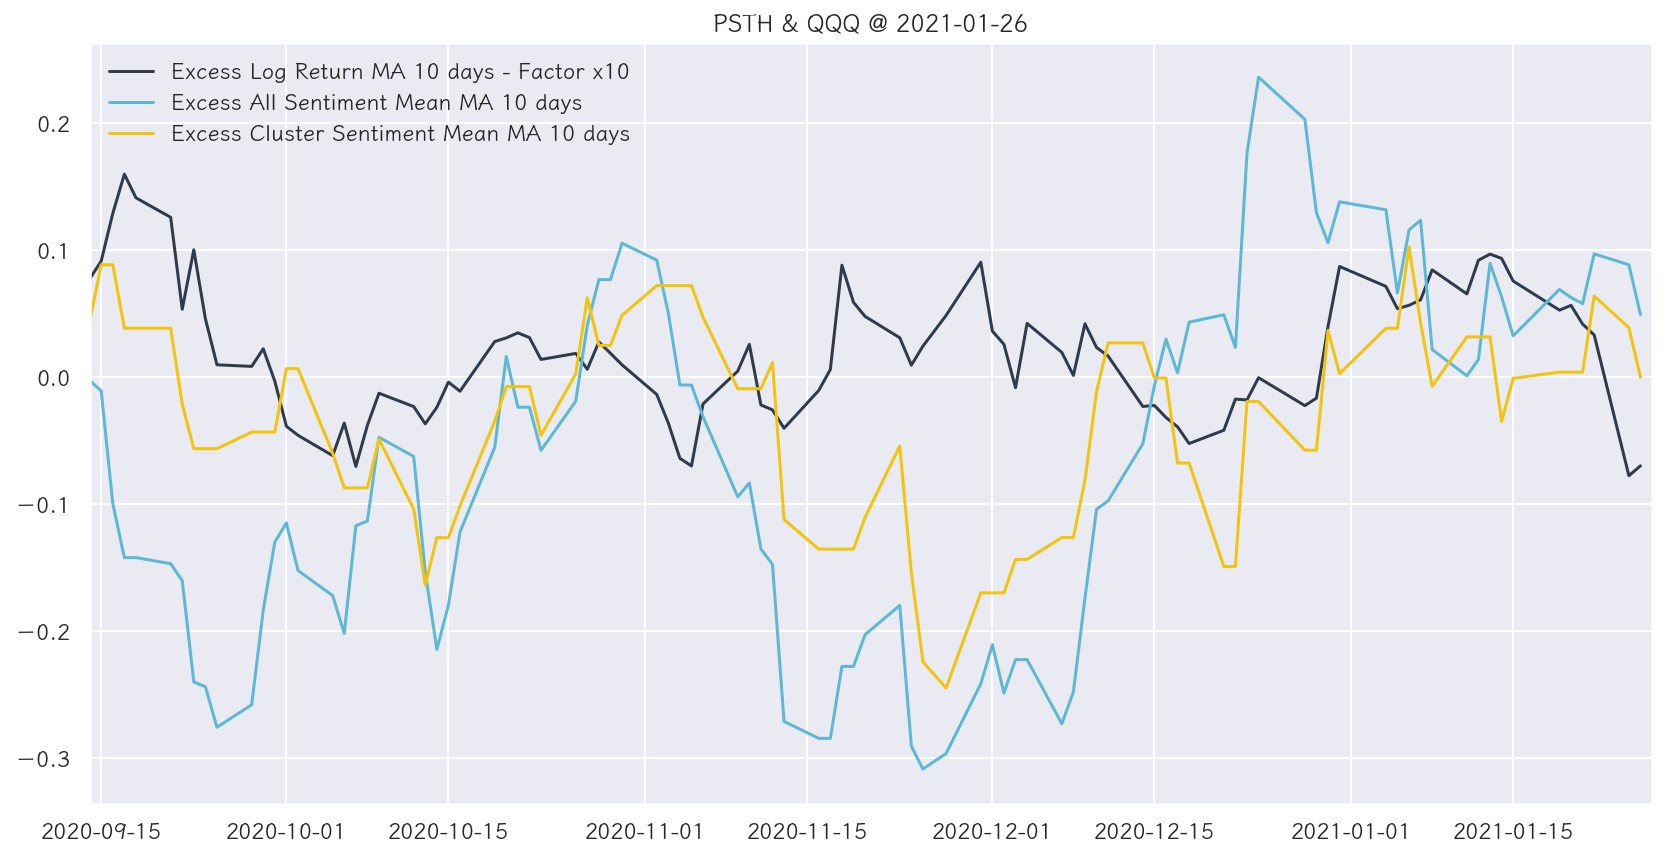 PSTH & QQQ @ 2021-01-26
Excess Log Return MA 10 days - Factor x10
Excess All Sentiment Mean MA 10 days
Excess Cluster Sentiment Mean MA 10 days
0.2
0.1
0.0
−0.1
−0.2
−0.3
2020-09-15 2020-10-01 2020-10-15 2020-11-01 2020-11-15 2020-12-01 2020-12-15 2021-01-01 2021-01-15